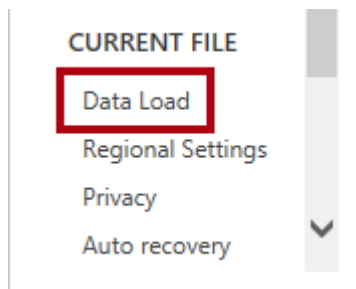 CURRENT FILE
Data Load
Regional Settings
Privacy
Auto recovery